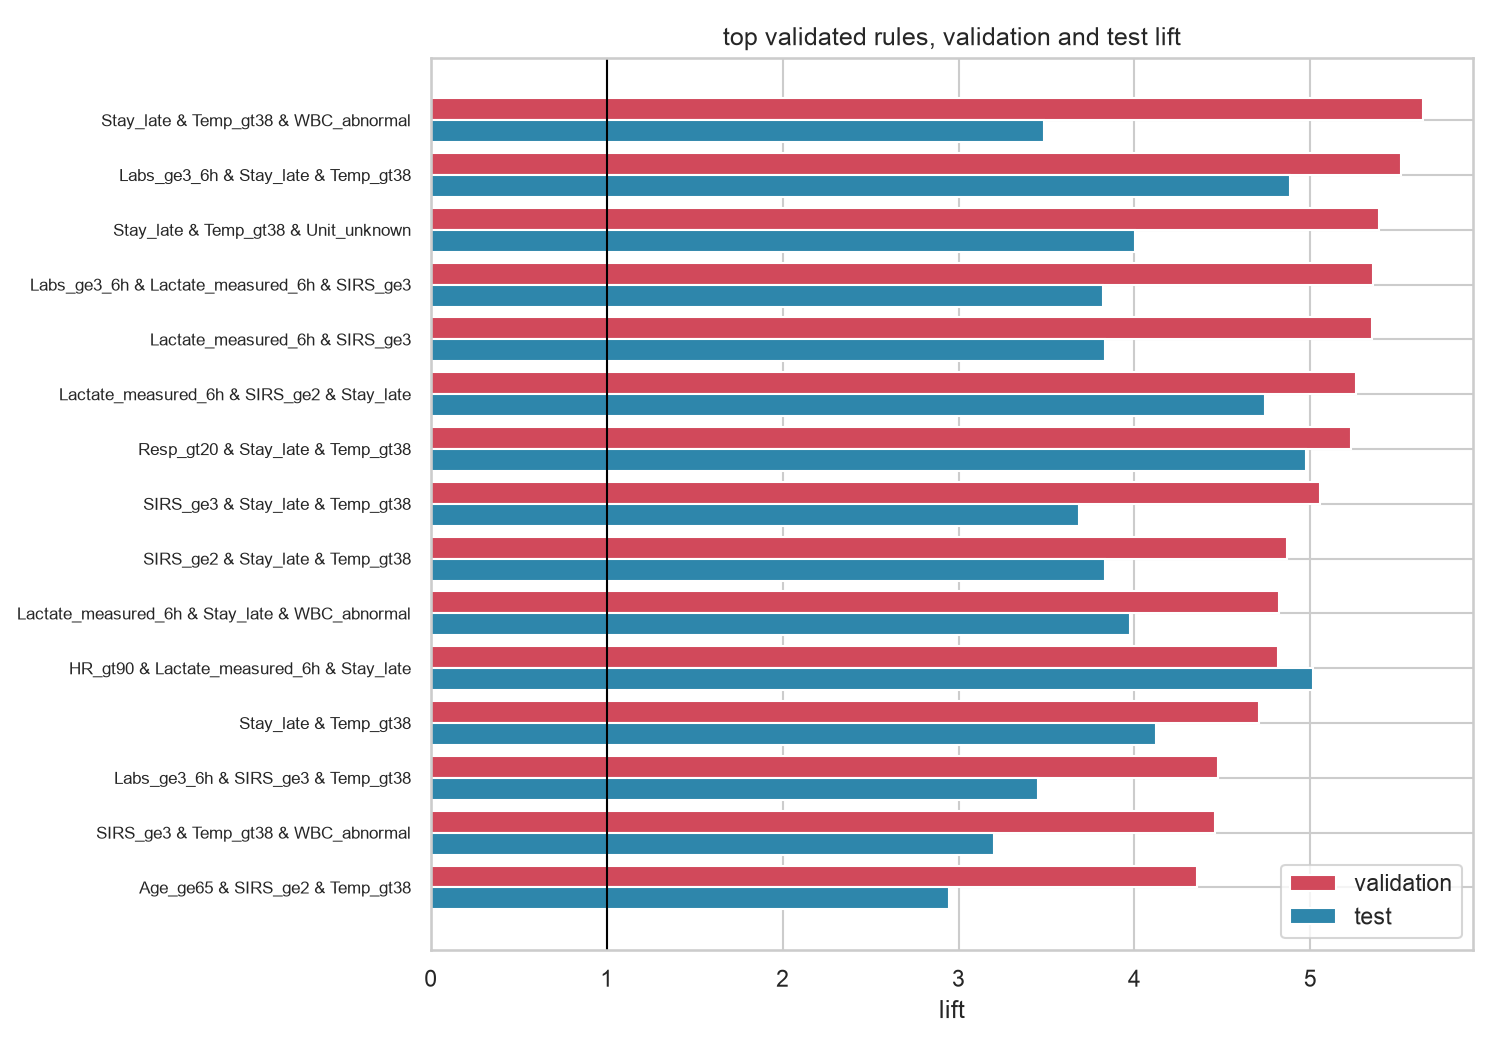 top validated rules, validation and test lift
Stay_late & Temp_gt38 & WBC_abnormal
Labs_ge3_6h & Stay_late & Temp_gt38
Stay_late & Temp_gt38 & Unit_unknown
Labs_ge3_6h & Lactate_measured_6h & SIRS_ge3
Lactate_measured_6h & SIRS_ge3
Lactate_measured_6h & SIRS_ge2 & Stay_late
Resp_gt20 & Stay_late & Temp_gt38
SIRS_ge3 & Stay_late & Temp_gt38
SIRS_ge2 & Stay_late & Temp_gt38
Lactate_measured_6h & Stay_late & WBC_abnormal
HR_gt90 & Lactate_measured_6h & Stay_late
Stay_late & Temp_gt38
Labs_ge3_6h & SIRS_ge3 & Temp_gt38
SIRS_ge3 & Temp_gt38 & WBC_abnormal
Age_ge65 & SIRS_ge2 & Temp_gt38
validation
test
0 1 2 3 4 5
lift